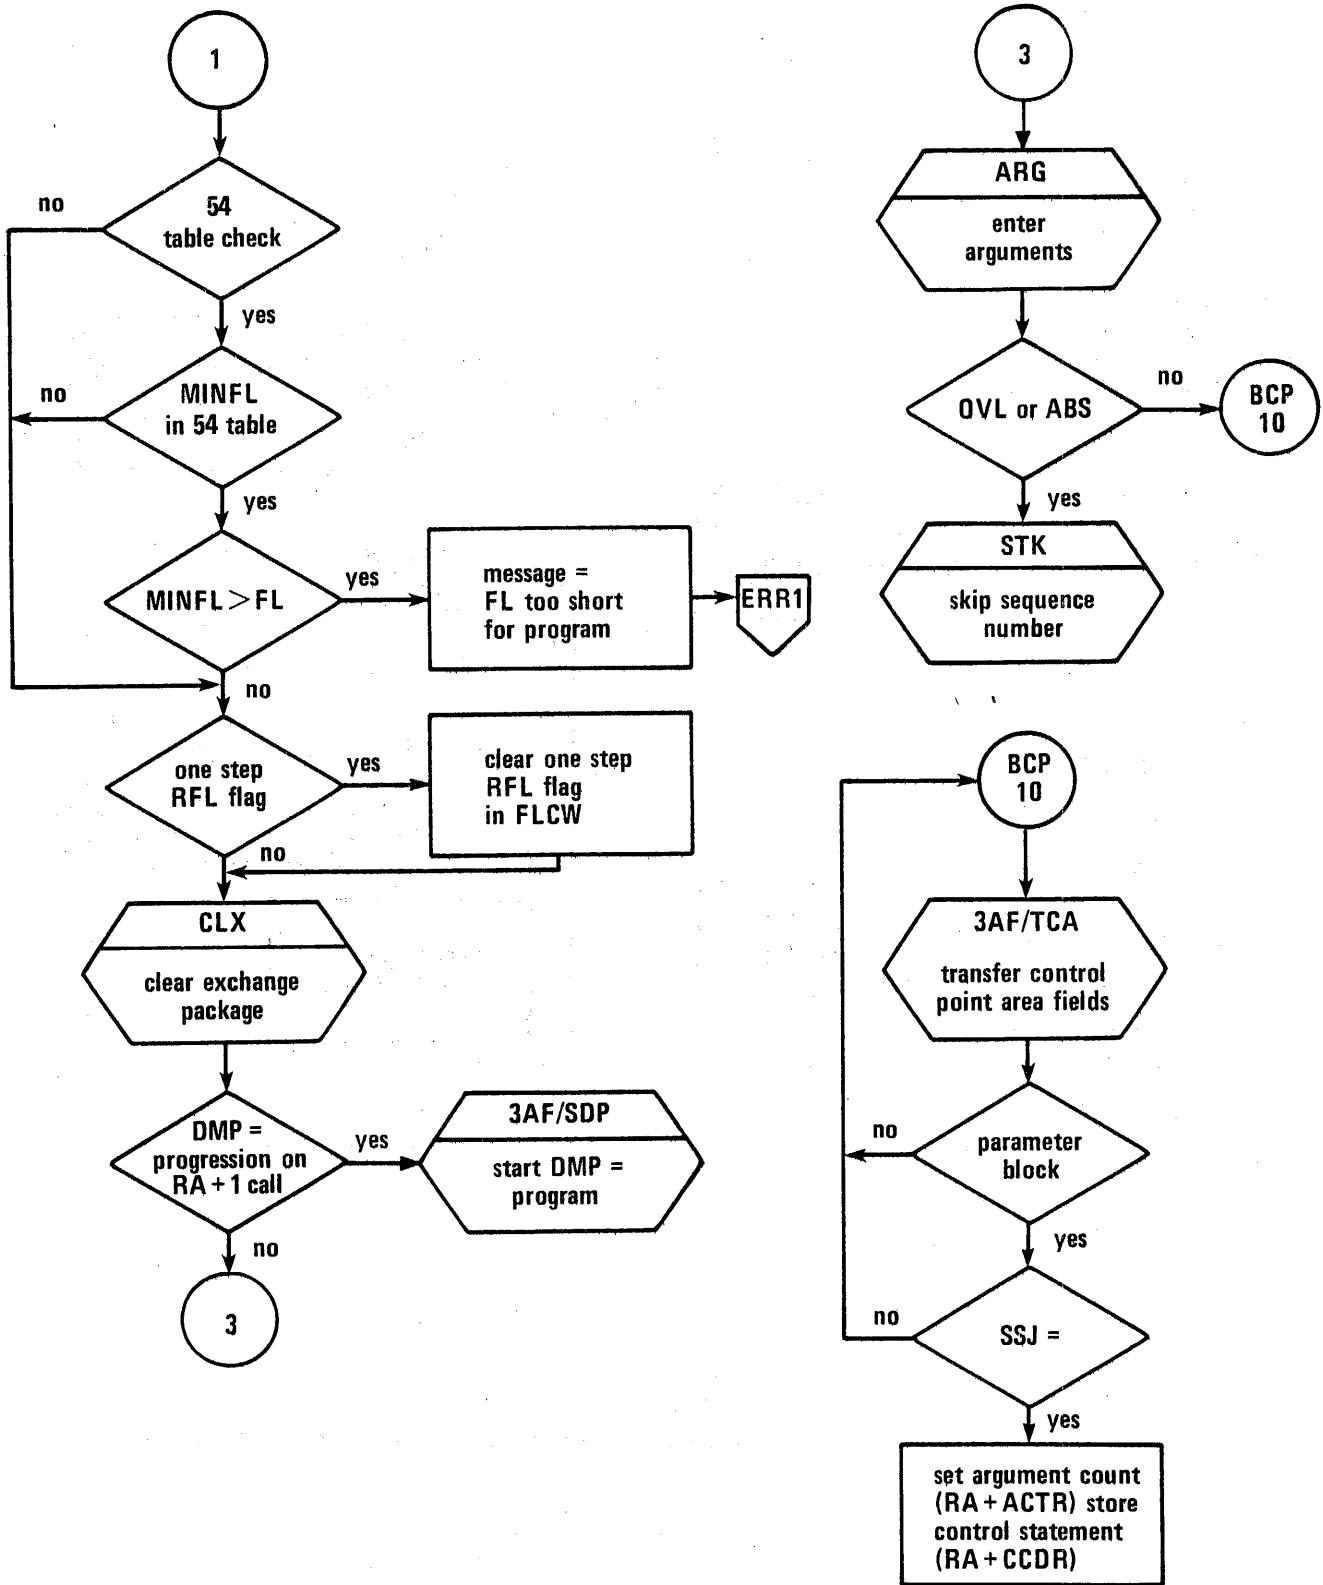 1
54
table check
no
yes
MINFL
in 54 table
no
yes
MINFL > FL
yes
message =
FL too short
for program
ERR1
no
one step
RFL flag
yes
clear one step
RFL flag
in FLCW
no
CLX
clear exchange
package
DMP =
progression on
RA + 1 call
yes
3AF/SDP
start DMP =
program
no
3
3
ARG
enter
arguments
OVL or ABS
no
BCP
10
yes
STK
skip sequence
number
BCP
10
3AF/TCA
transfer control
point area fields
no
parameter
block
yes
no
SSJ =
yes
set argument count
(RA + ACTR) store
control statement
(RA + CCDR)